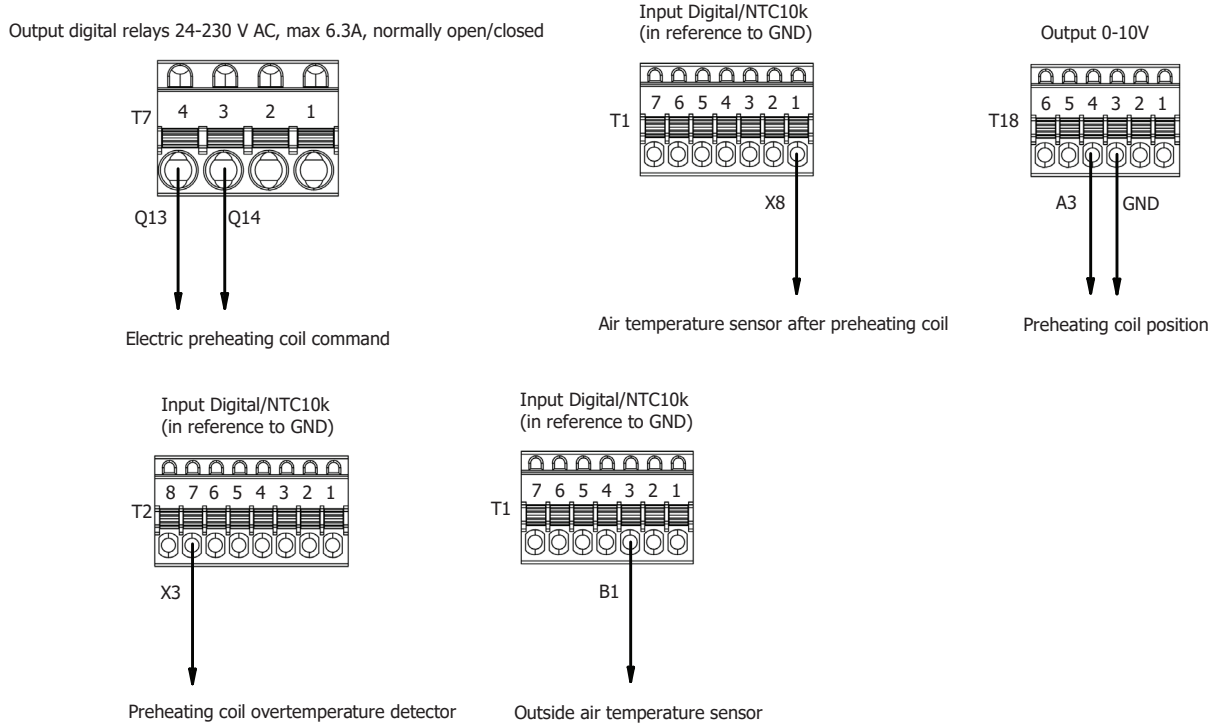 Output digital relays 24-230 V AC, max 6.3A, normally open/closed
T7
4 3 2 1
Q13 Q14
Electric preheating coil command
Input Digital/NTC10k
(in reference to GND)
T1
7 6 5 4 3 2 1
X8
Air temperature sensor after preheating coil
Output 0-10V
T18
6 5 4 3 2 1
A3 GND
Preheating coil position
Input Digital/NTC10k
(in reference to GND)
T2
8 7 6 5 4 3 2 1
X3
Preheating coil overtemperature detector
Input Digital/NTC10k
(in reference to GND)
T1
7 6 5 4 3 2 1
B1
Outside air temperature sensor